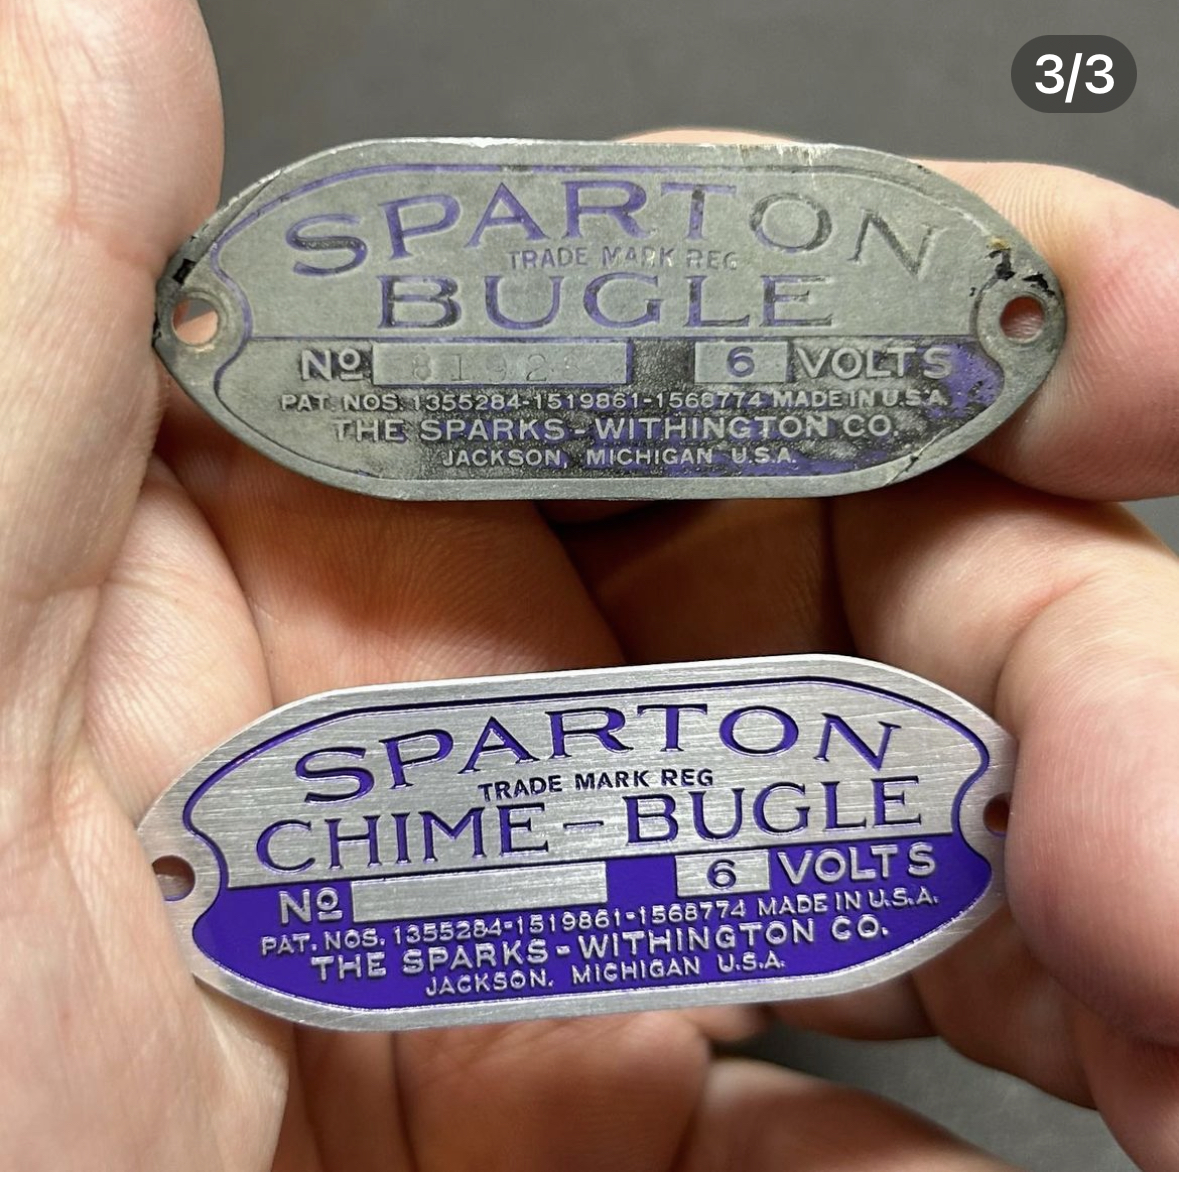 3/3
SPARTON
TRADE MARK REG
BUGLE
Nº 8192 6 VOLTS
PAT. NOS. 1355284-1519861-1568774 MADE IN U.S.A.
THE SPARKS-WITHINGTON CO.
JACKSON, MICHIGAN U.S.A.
SPARTON
TRADE MARK REG
CHIME-BUGLE
Nº 6 VOLTS
PAT. NOS. 1355284-1519861-1568774 MADE IN U.S.A.
THE SPARKS-WITHINGTON CO.
JACKSON, MICHIGAN U.S.A.